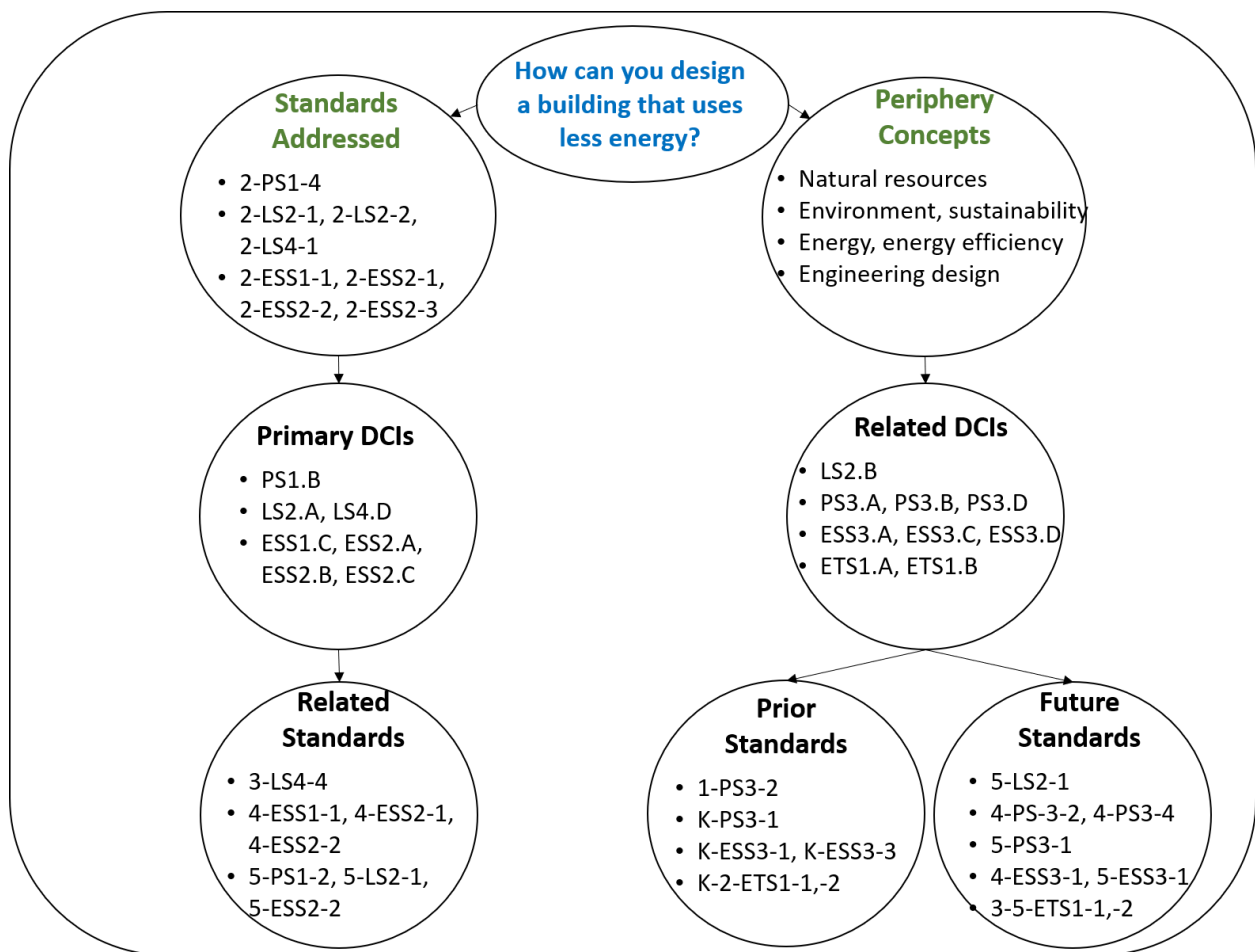 How can you design
a building that uses
less energy?
Standards
Addressed
• 2-PS1-4
• 2-LS2-1, 2-LS2-2,
2-LS4-1
• 2-ESS1-1, 2-ESS2-1,
2-ESS2-2, 2-ESS2-3
Periphery
Concepts
• Natural resources
• Environment, sustainability
• Energy, energy efficiency
• Engineering design
Primary DCIs
• PS1.B
• LS2.A, LS4.D
• ESS1.C, ESS2.A,
ESS2.B, ESS2.C
Related DCIs
• LS2.B
• PS3.A, PS3.B, PS3.D
• ESS3.A, ESS3.C, ESS3.D
• ETS1.A, ETS1.B
Related
Standards
• 3-LS4-4
• 4-ESS1-1, 4-ESS2-1,
4-ESS2-2
• 5-PS1-2, 5-LS2-1,
5-ESS2-2
Prior
Standards
• 1-PS3-2
• K-PS3-1
• K-ESS3-1, K-ESS3-3
• K-2-ETS1-1,-2
Future
Standards
• 5-LS2-1
• 4-PS-3-2, 4-PS3-4
• 5-PS3-1
• 4-ESS3-1, 5-ESS3-1
• 3-5-ETS1-1,-2